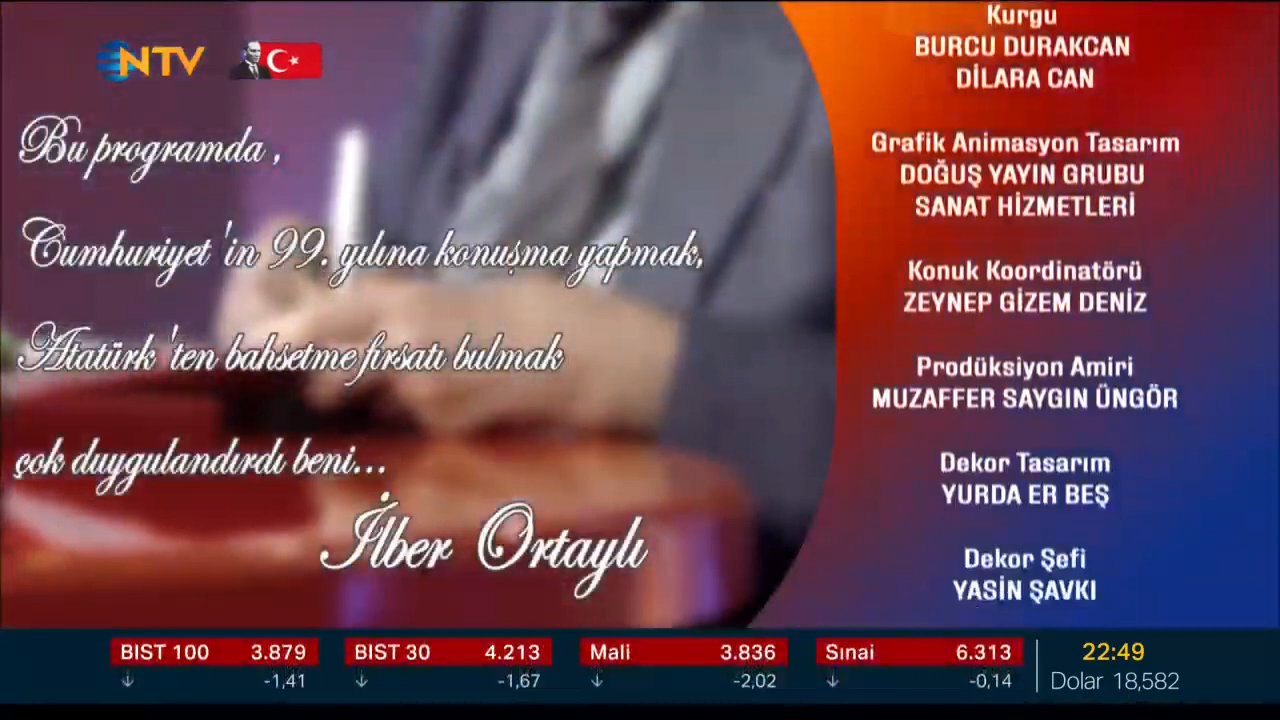 NTV
Bu programda ,
Cumhuriyet 'in 99. yılına konuşma yapmak,
Atatürk 'ten bahsetme fırsatı bulmak
çok duygulandırdı beni...
İlber Ortaylı
Kurgu
BURCU DURAKCAN
DİLARA CAN
Grafik Animasyon Tasarım
DOĞUŞ YAYIN GRUBU
SANAT HİZMETLERİ
Konuk Koordinatörü
ZEYNEP GİZEM DENİZ
Prodüksiyon Amiri
MUZAFFER SAYGIN ÜNGÖR
Dekor Tasarım
YURDA ER BEŞ
Dekor Şefi
YASİN ŞAVKI
BIST 100 3.879 BIST 30 4.213 Mali 3.836 Sınai 6.313 22:49
-1,41 -1,67 -2,02 -0,14 Dolar 18,582